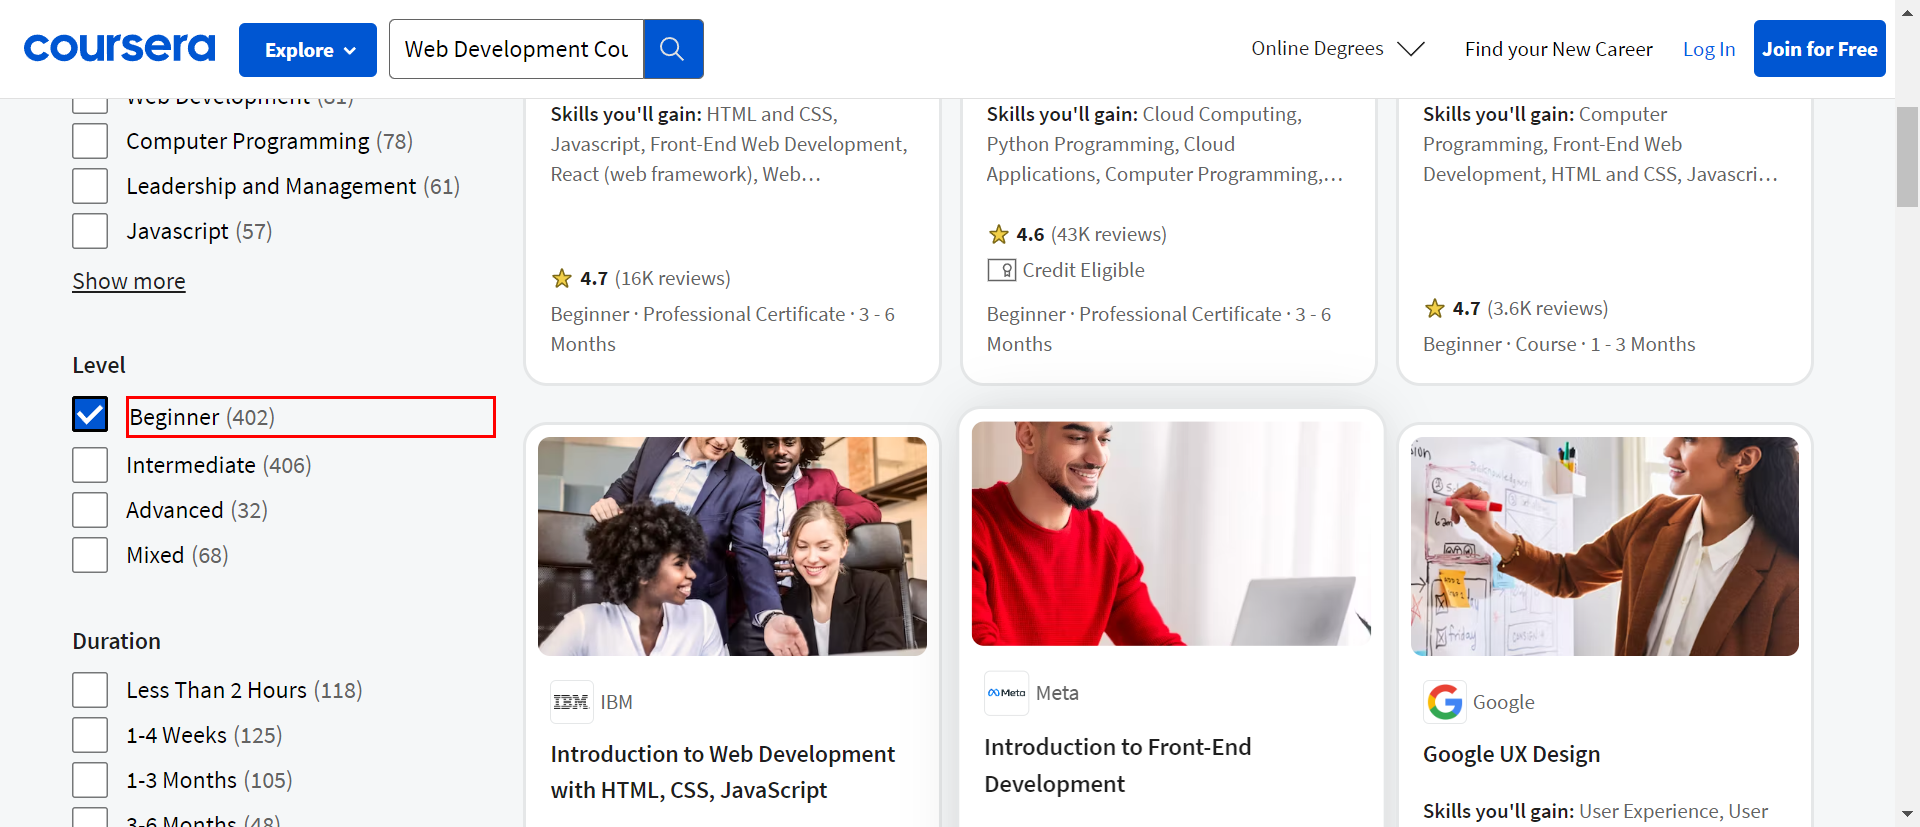 coursera
Explore
Web Development Cou
Online Degrees
Find your New Career
Log In
Join for Free
Web Development (81)
Computer Programming (78)
Leadership and Management (61)
Javascript (57)
Show more
Level
Beginner (402)
Intermediate (406)
Advanced (32)
Mixed (68)
Duration
Less Than 2 Hours (118)
1-4 Weeks (125)
1-3 Months (105)
3-6 Months (48)
Skills you'll gain: HTML and CSS,
Javascript, Front-End Web Development,
React (web framework), Web…
4.7 (16K reviews)
Beginner · Professional Certificate · 3 - 6
Months
Skills you'll gain: Cloud Computing,
Python Programming, Cloud
Applications, Computer Programming,…
4.6 (43K reviews)
Credit Eligible
Beginner · Professional Certificate · 3 - 6
Months
Skills you'll gain: Computer
Programming, Front-End Web
Development, HTML and CSS, Javascri…
4.7 (3.6K reviews)
Beginner · Course · 1 - 3 Months
IBM
IBM
Introduction to Web Development
with HTML, CSS, JavaScript
Meta
Meta
Introduction to Front-End
Development
friday
Google
Google UX Design
Skills you'll gain: User Experience, User